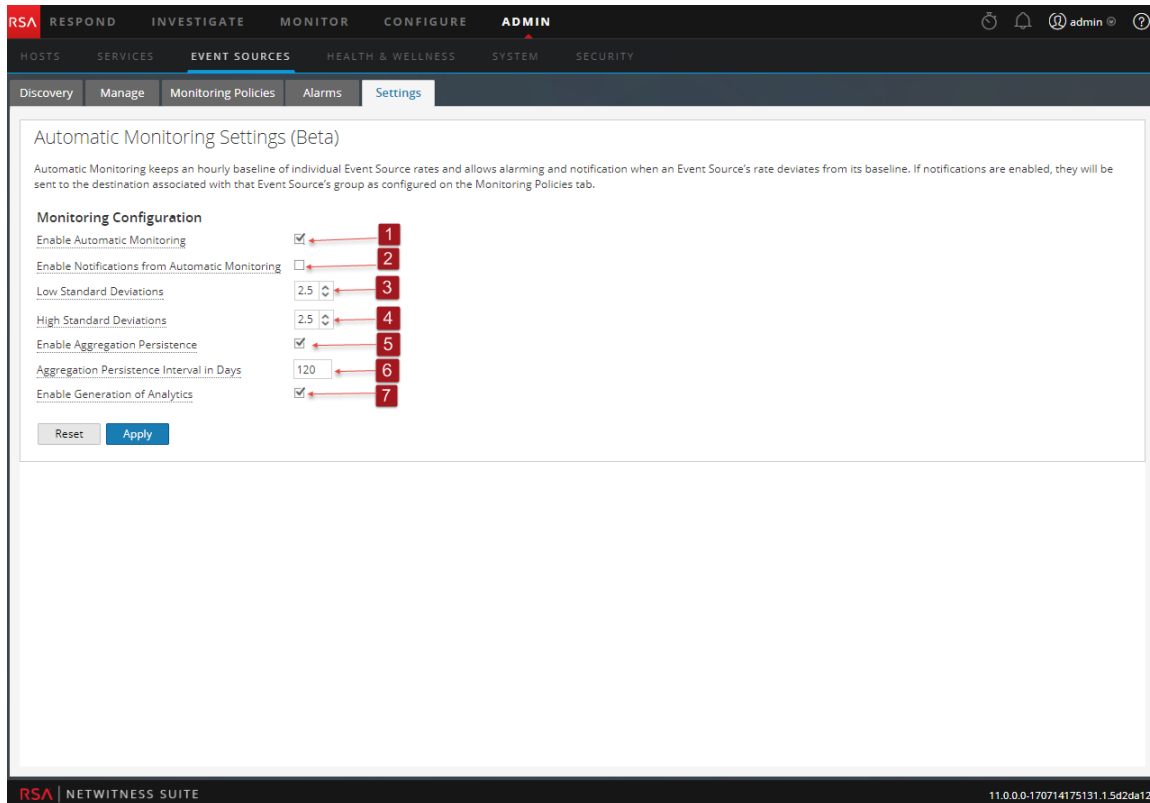 RSA RESPOND INVESTIGATE MONITOR CONFIGURE ADMIN admin ?
HOSTS SERVICES EVENT SOURCES HEALTH & WELLNESS SYSTEM SECURITY
Discovery Manage Monitoring Policies Alarms Settings
Automatic Monitoring Settings (Beta)
Automatic Monitoring keeps an hourly baseline of individual Event Source rates and allows alarming and notification when an Event Source's rate deviates from its baseline. If notifications are enabled, they will be
sent to the destination associated with that Event Source's group as configured on the Monitoring Policies tab.
Monitoring Configuration
Enable Automatic Monitoring 1
Enable Notifications from Automatic Monitoring 2
Low Standard Deviations 2.5 3
High Standard Deviations 2.5 4
Enable Aggregation Persistence 5
Aggregation Persistence Interval in Days 120 6
Enable Generation of Analytics 7
Reset Apply
RSA NETWITNESS SUITE 11.0.0.0-170714175131.1.5d2da12